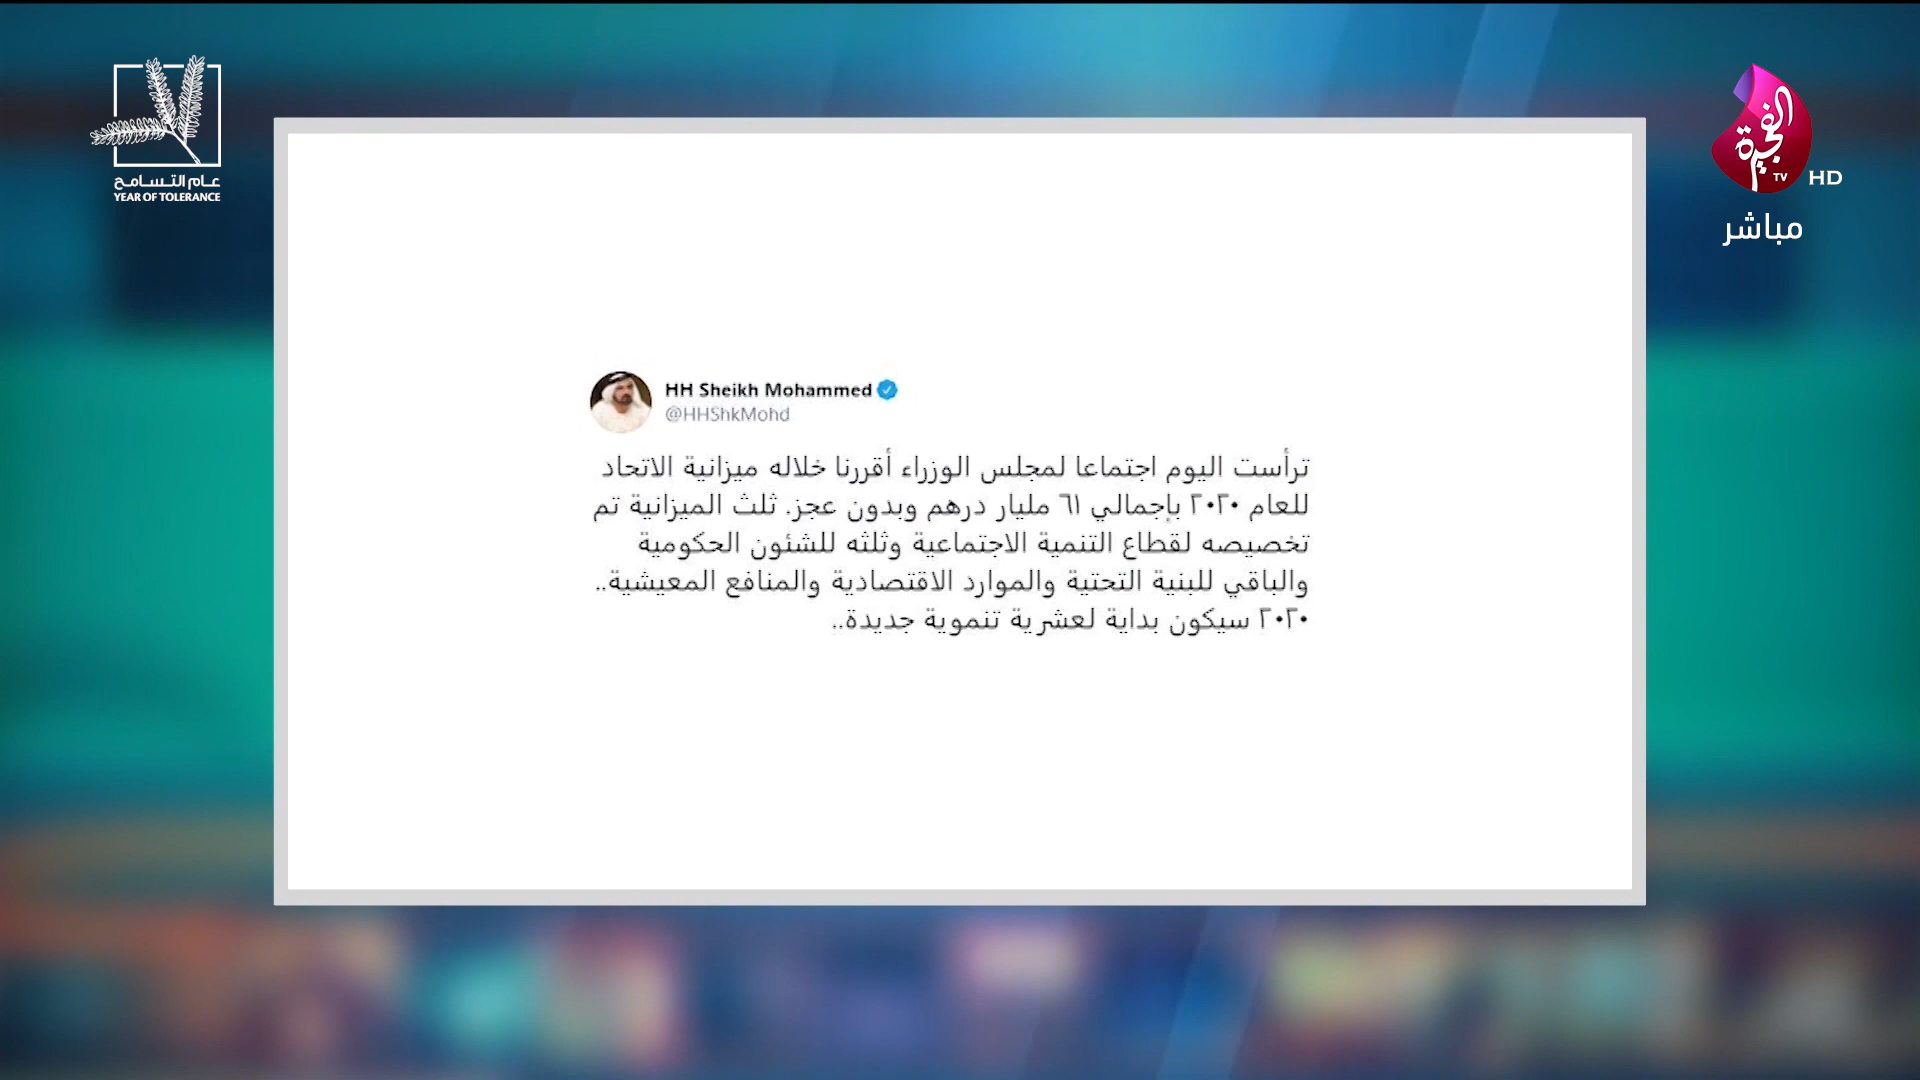 عام التسامح
YEAR OF TOLERANCE
الفجيرة
TV HD
مباشر
HH Sheikh Mohammed
@HHShkMohd
ترأست اليوم اجتماعا لمجلس الوزراء أقررنا خلاله ميزانية الاتحاد
للعام ٢٠٢٠ بإجمالي ٦١ مليار درهم وبدون عجز. ثلث الميزانية تم
تخصيصه لقطاع التنمية الاجتماعية وثلثه للشئون الحكومية
والباقي للبنية التحتية والموارد الاقتصادية والمنافع المعيشية..
٢٠٢٠ سيكون بداية لعشرية تنموية جديدة..